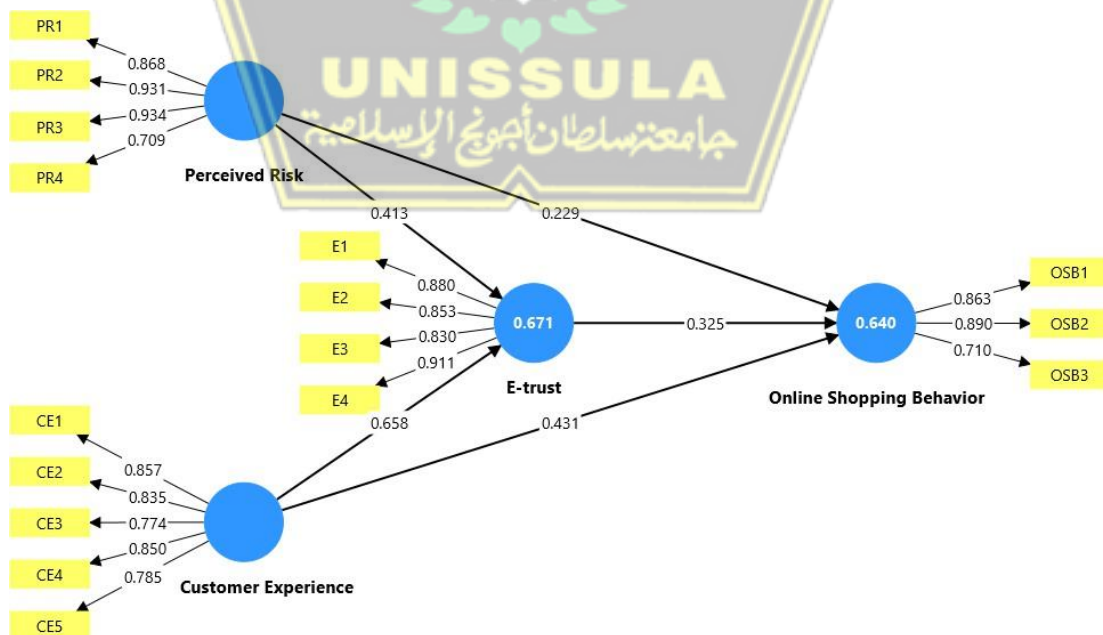 PR1
PR2
PR3
PR4
0.868
0.931
0.934
0.709
Perceived Risk
UNISSULA
جامعة سلطان أجونج الإسلامية
0.413
0.229
E1
E2
E3
E4
0.880
0.853
0.830
0.911
0.671
E-trust
0.325
0.640
Online Shopping Behavior
0.863
0.890
0.710
OSB1
OSB2
OSB3
0.658
0.431
CE1
CE2
CE3
CE4
CE5
0.857
0.835
0.774
0.850
0.785
Customer Experience